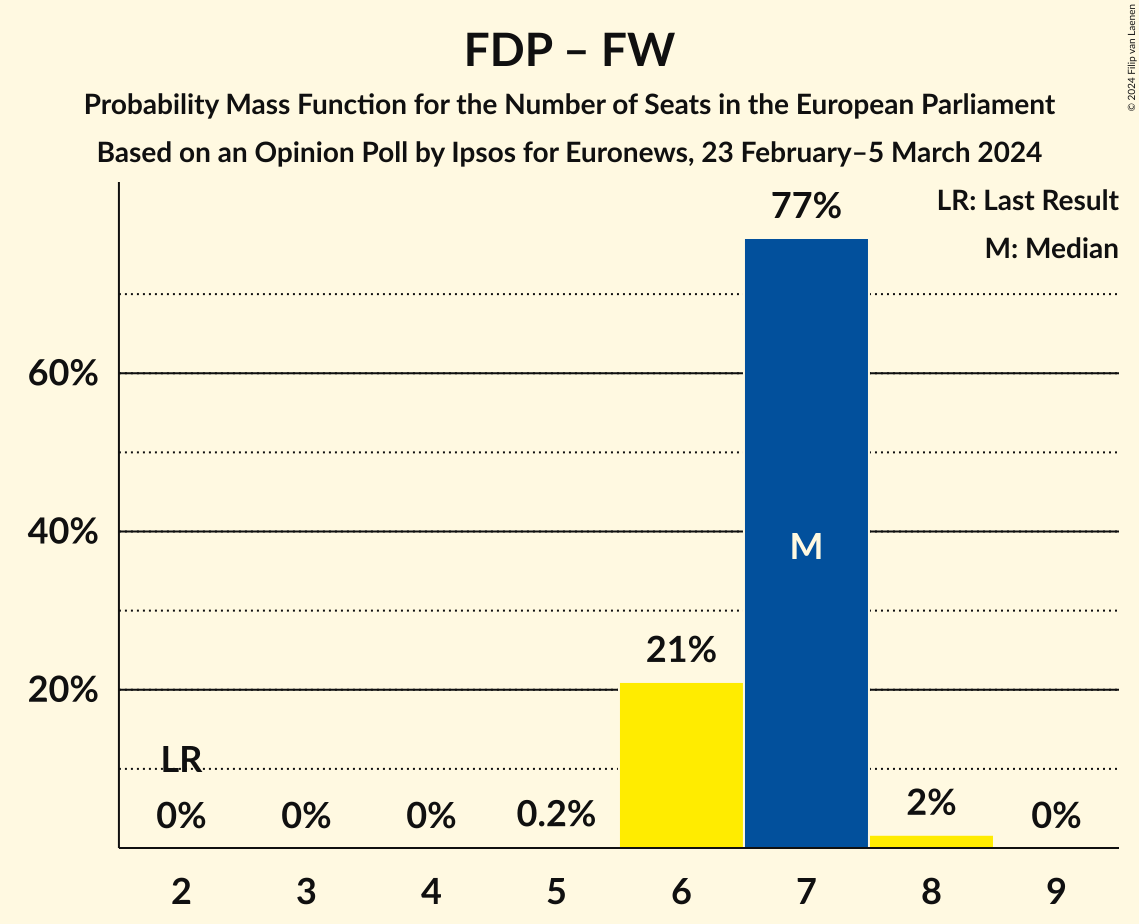 FDP – FW
Probability Mass Function for the Number of Seats in the European Parliament
Based on an Opinion Poll by Ipsos for Euronews, 23 February–5 March 2024
© 2024 Filip van Laenen
LR: Last Result
M: Median
77%
60%
40%
M
21%
20%
LR
0%
0%
0%
0.2%
2%
0%
2
3
4
5
6
7
8
9